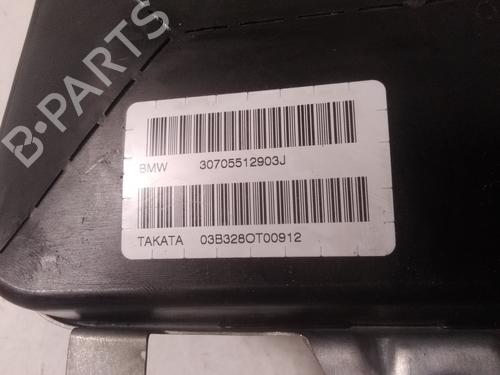 B-PARTS
BMW 30705512903J
TAKATA 03B328OT00912